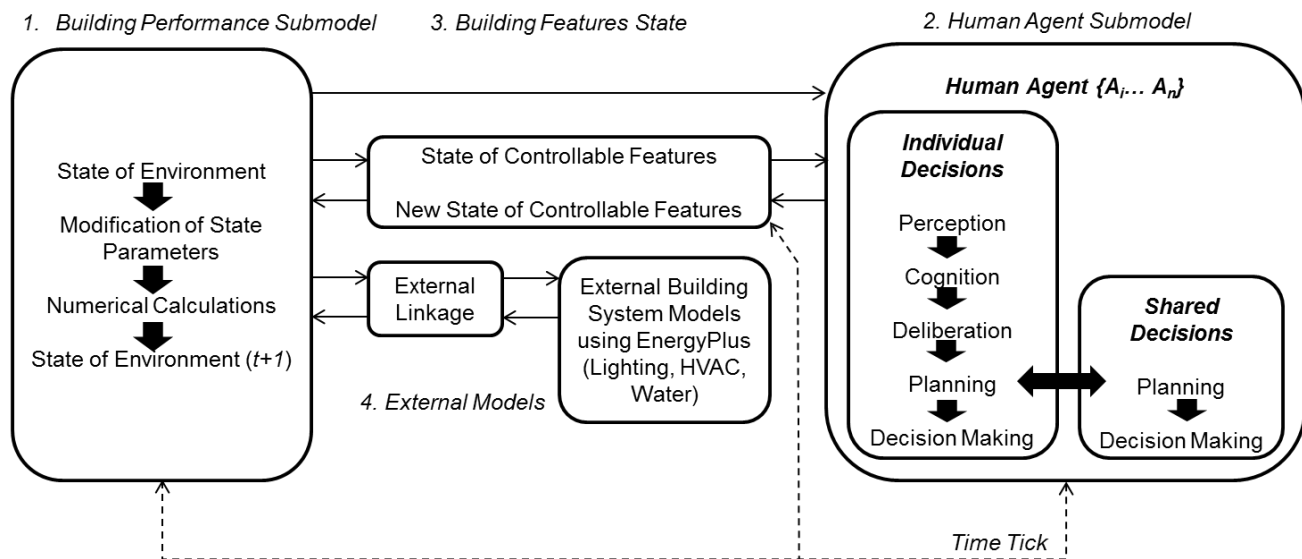 1. Building Performance Submodel
3. Building Features State
2. Human Agent Submodel
State of Environment
Modification of State
Parameters
Numerical Calculations
State of Environment (t+1)
State of Controllable Features
New State of Controllable Features
External
Linkage
External Building
System Models
using EnergyPlus
(Lighting, HVAC,
Water)
4. External Models
Human Agent {Ai… An}
Individual
Decisions
Perception
Cognition
Deliberation
Planning
Decision Making
Shared
Decisions
Planning
Decision Making
Time Tick